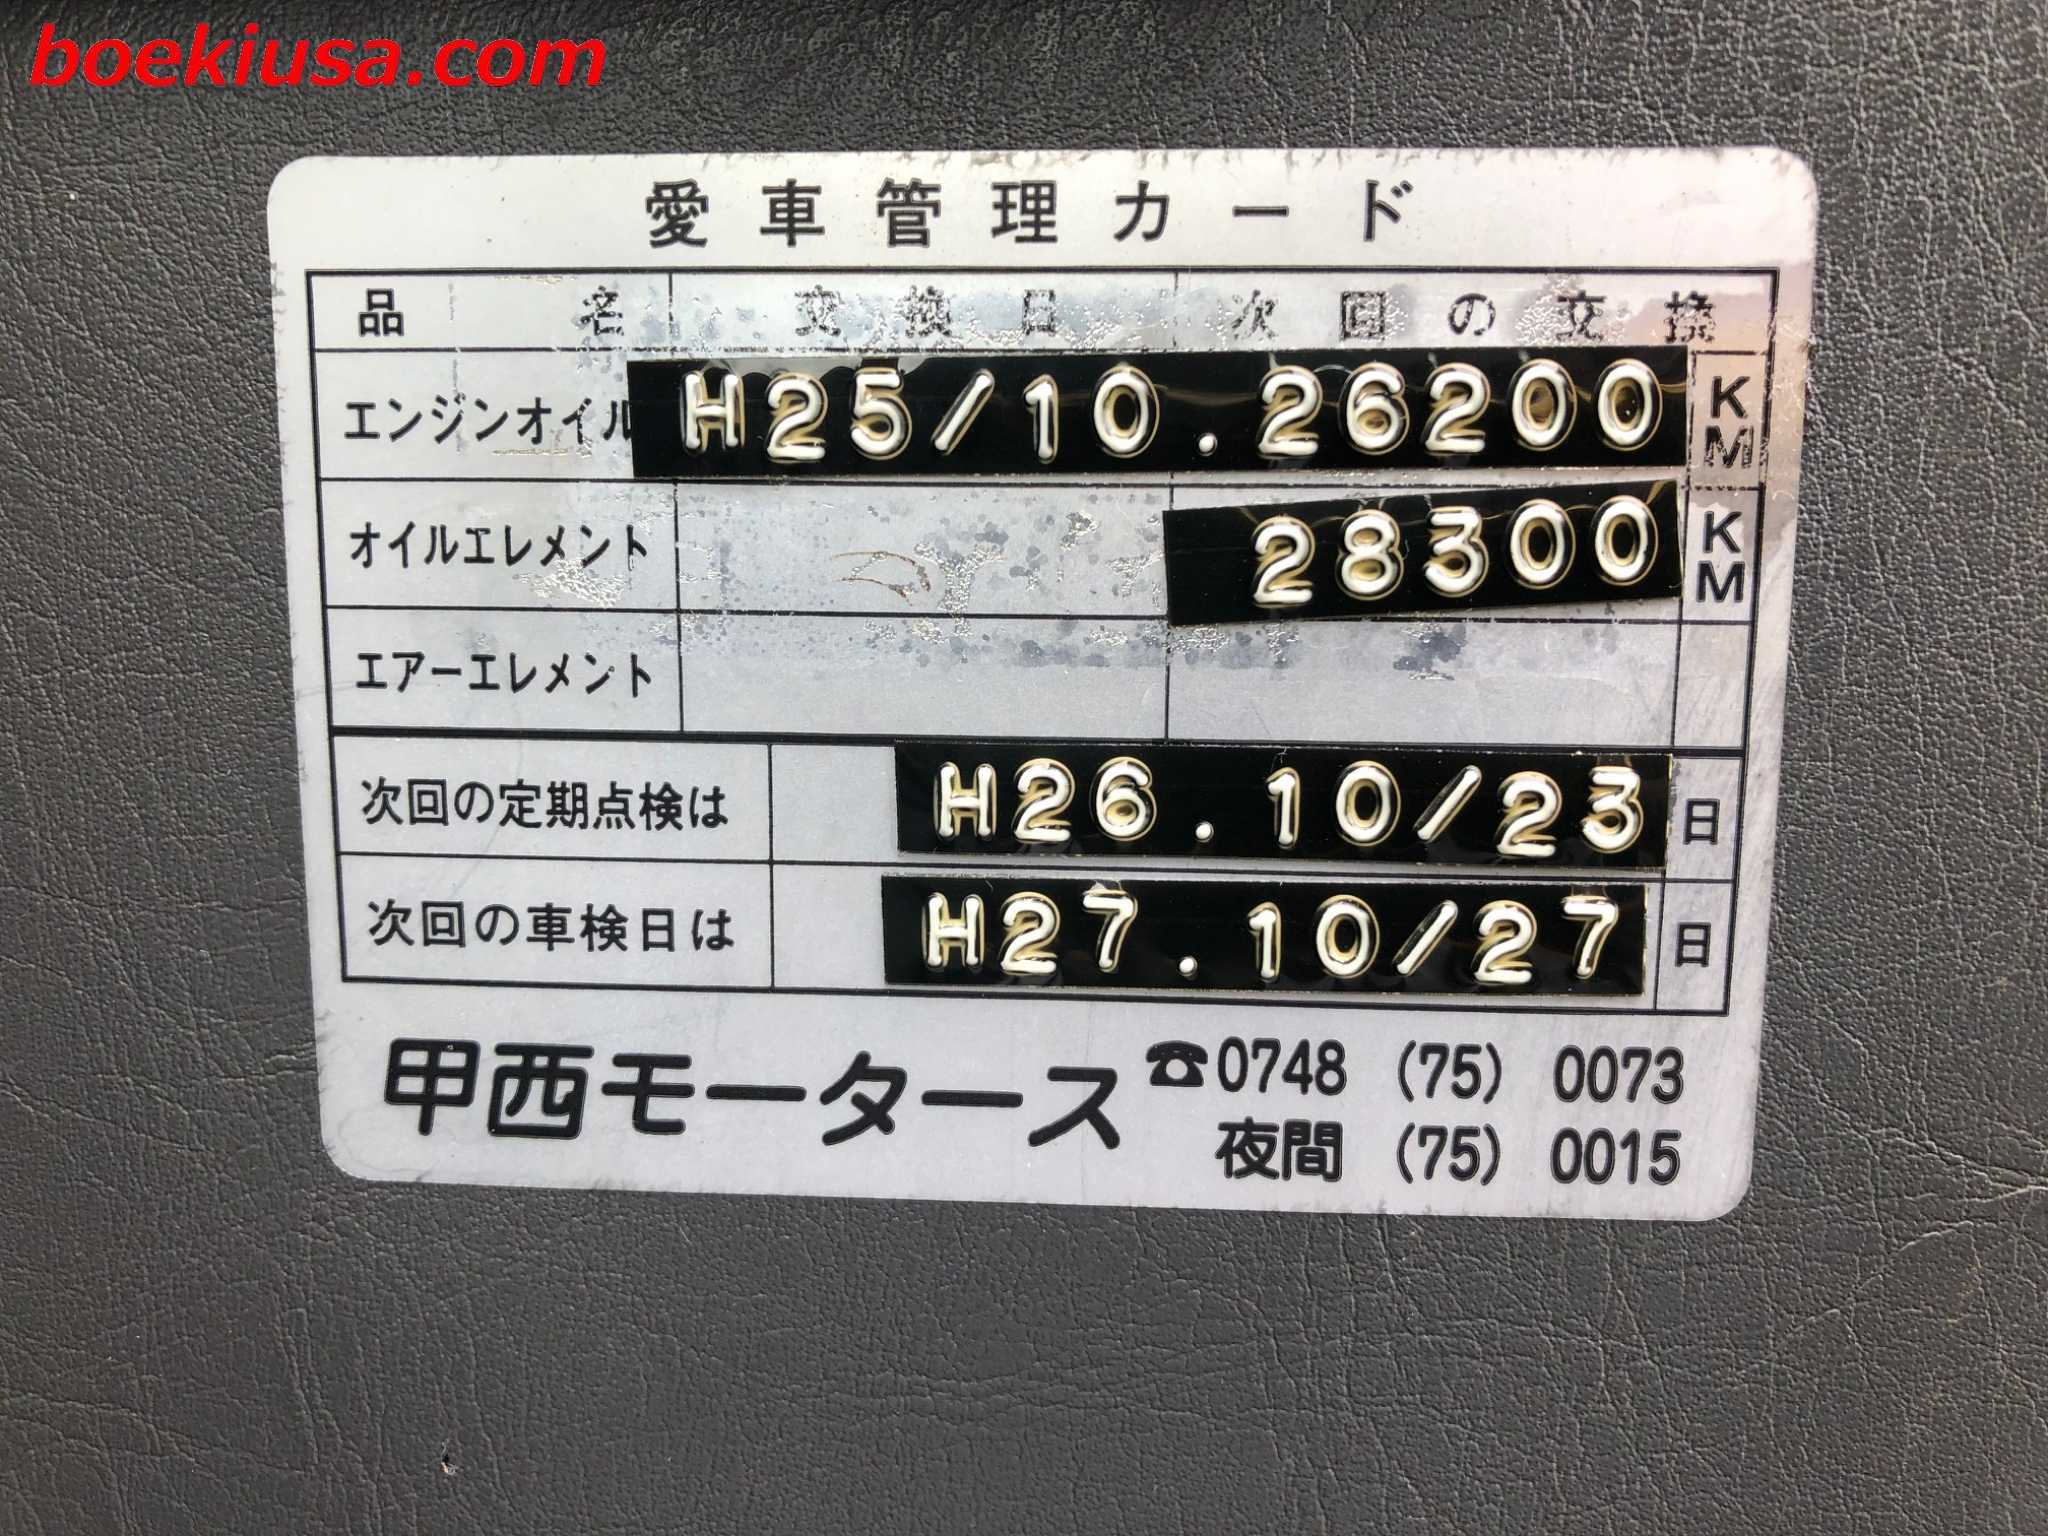 boekiusa.com
愛車管理カード
品名 交換日 次回の交換
エンジンオイル H25/10.26200 KM
オイルエレメント 28300 KM
エアーエレメント
次回の定期点検は H26.10/23 日
次回の車検日は H27.10/27 日
甲西モータース ☎0748 (75) 0073
夜間 (75) 0015